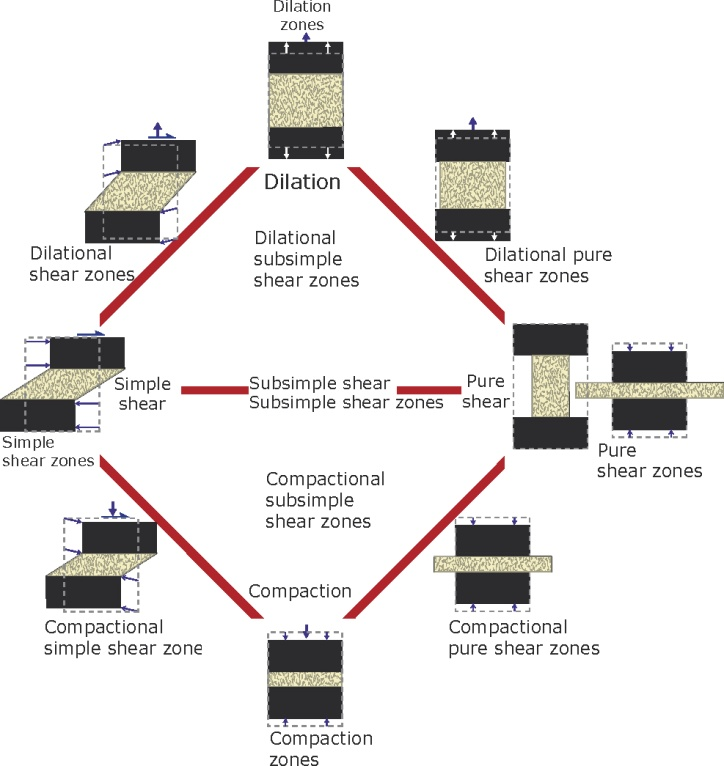 Dilation
zones
Dilation
Dilational
shear zones
Dilational
subsimple
shear zones
Dilational pure
shear zones
Simple
shear
Subsimple shear
Subsimple shear zones
Pure
shear
Simple
shear zones
Pure
shear zones
Compactional
subsimple
shear zones
Compaction
Compactional
simple shear zone
Compactional
pure shear zones
Compaction
zones